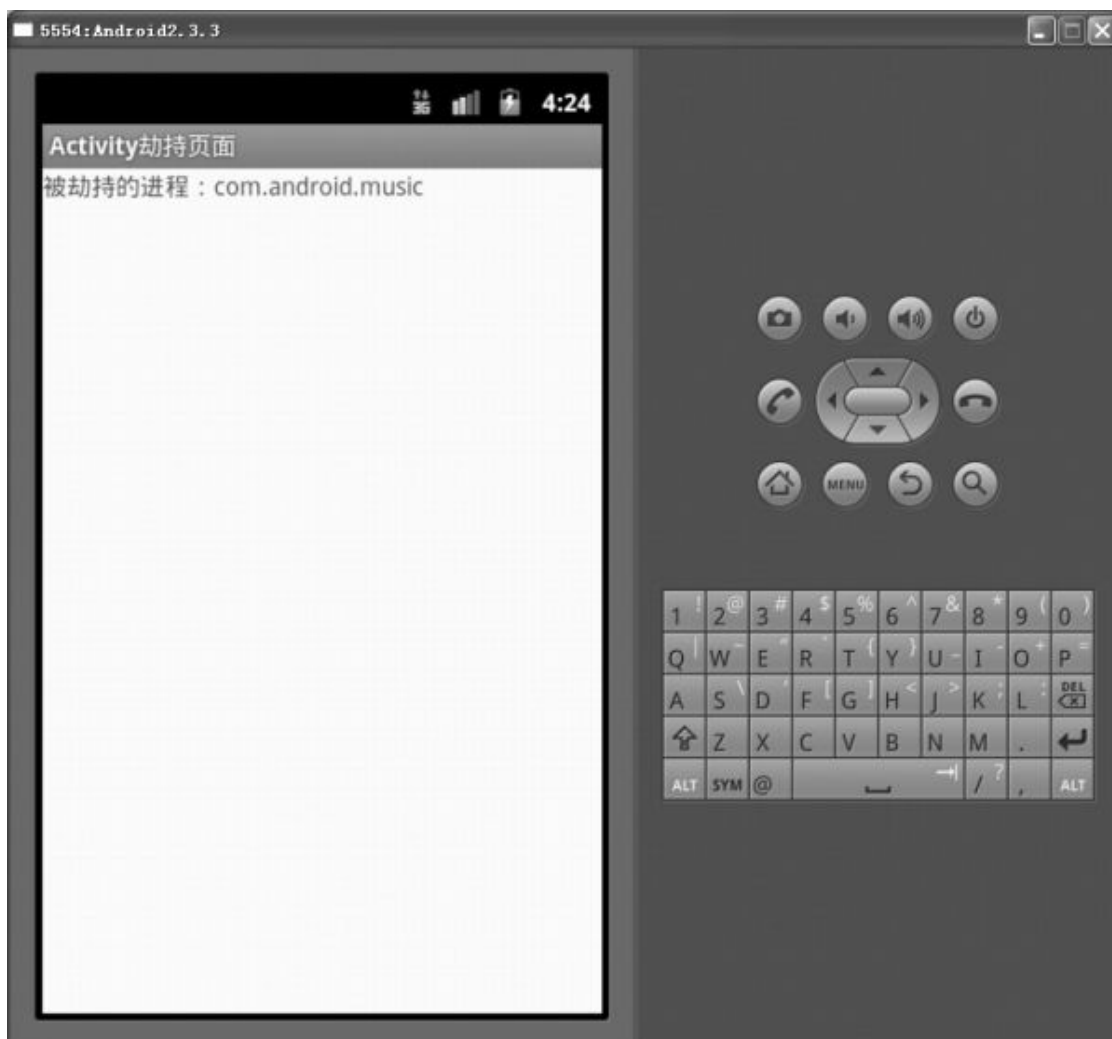 5554:Android2.3.3
3G 4:24
Activity劫持页面
被劫持的进程：com.android.music
MENU
1 ! 2 @ 3 # 4 $ 5 % 6 ^ 7 & 8 * 9 ( 0 )
Q | W ~ E " R ` T { Y } U _ I - O + P =
A S \ D ' F [ G ] H < J > K ; L : DEL
Z X C V B N M .
ALT SYM @ / ? , ALT